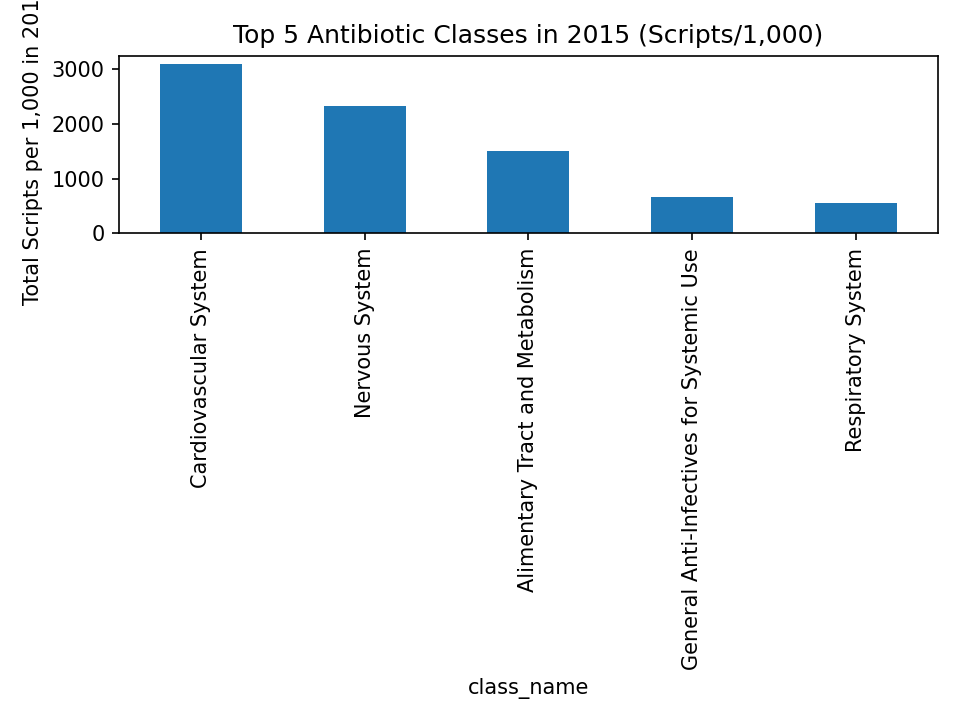 Top 5 Antibiotic Classes in 2015 (Scripts/1,000)
Total Scripts per 1,000 in 201
3000
2000
1000
0
Cardiovascular System
Nervous System
Alimentary Tract and Metabolism
General Anti-Infectives for Systemic Use
Respiratory System
class_name